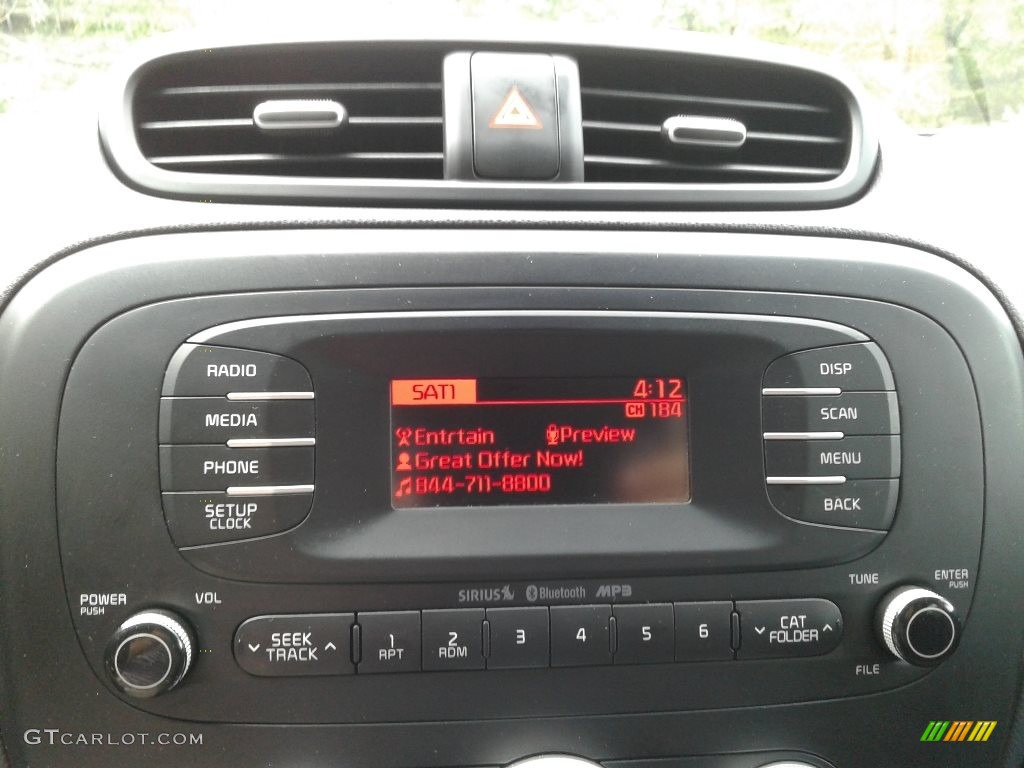 SAT1 4:12
CH 184
Entrtain Preview
Great Offer Now!
844-711-8800
RADIO
MEDIA
PHONE
SETUP
CLOCK
DISP
SCAN
MENU
BACK
POWER
PUSH
VOL
SIRIUS Bluetooth MP3
TUNE
ENTER
PUSH
SEEK
TRACK
1
RPT
2
RDM
3
4
5
6
CAT
FOLDER
FILE
GTCARLOT.COM